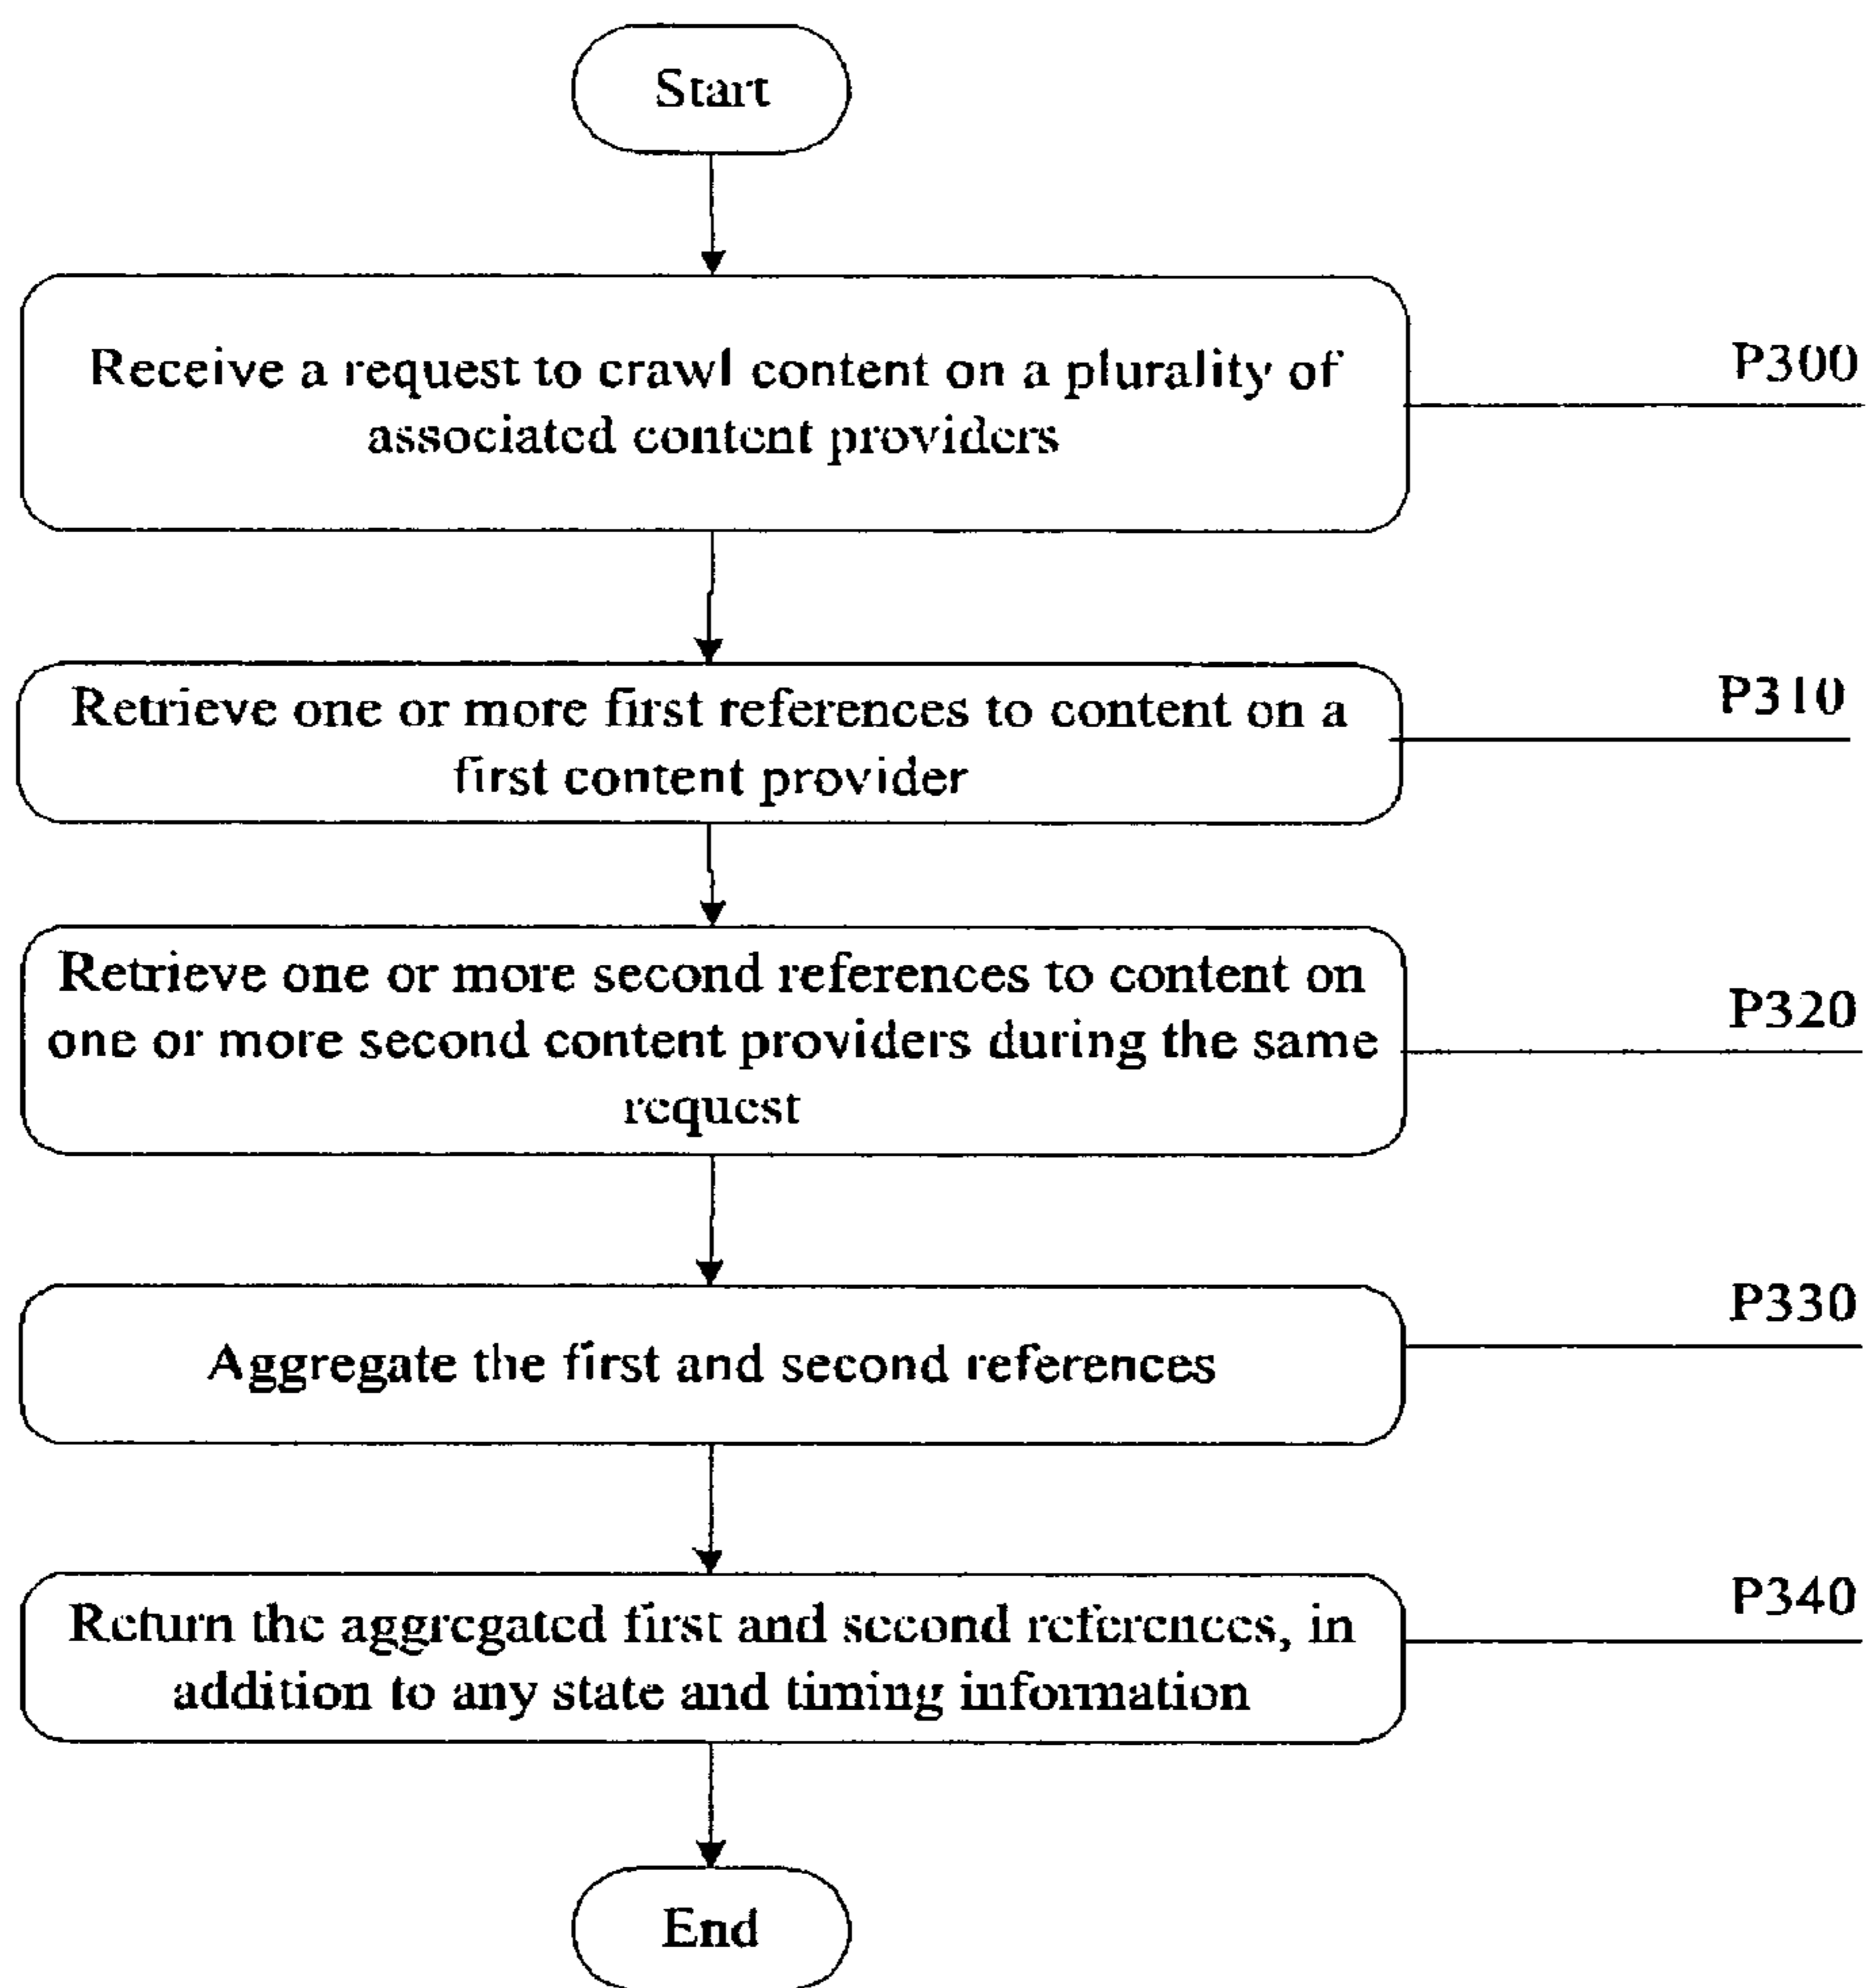 Start
Receive a request to crawl content on a plurality of
associated content providers
P300
Retrieve one or more first references to content on a
first content provider
P310
Retrieve one or more second references to content on
one or more second content providers during the same
request
P320
Aggregate the first and second references
P330
Return the aggregated first and second references, in
addition to any state and timing information
P340
End